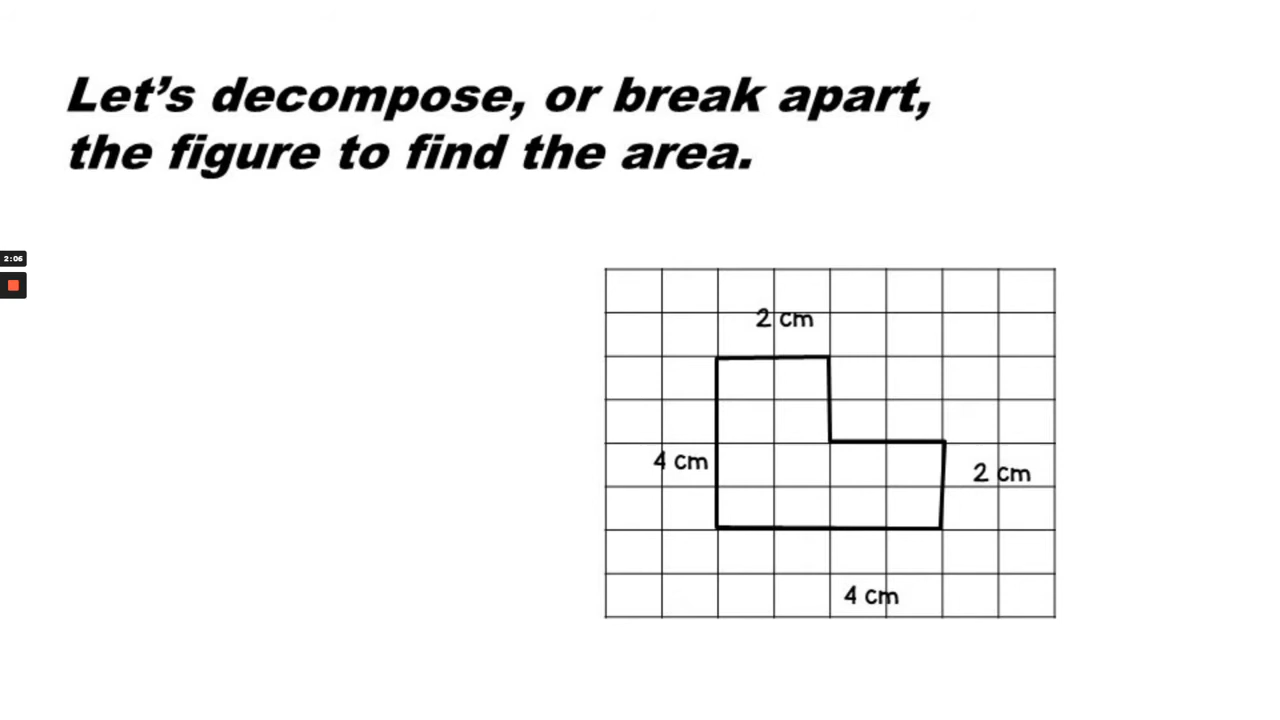 Let's decompose, or break apart,
the figure to find the area.
2:06
2 cm
4 cm
2 cm
4 cm